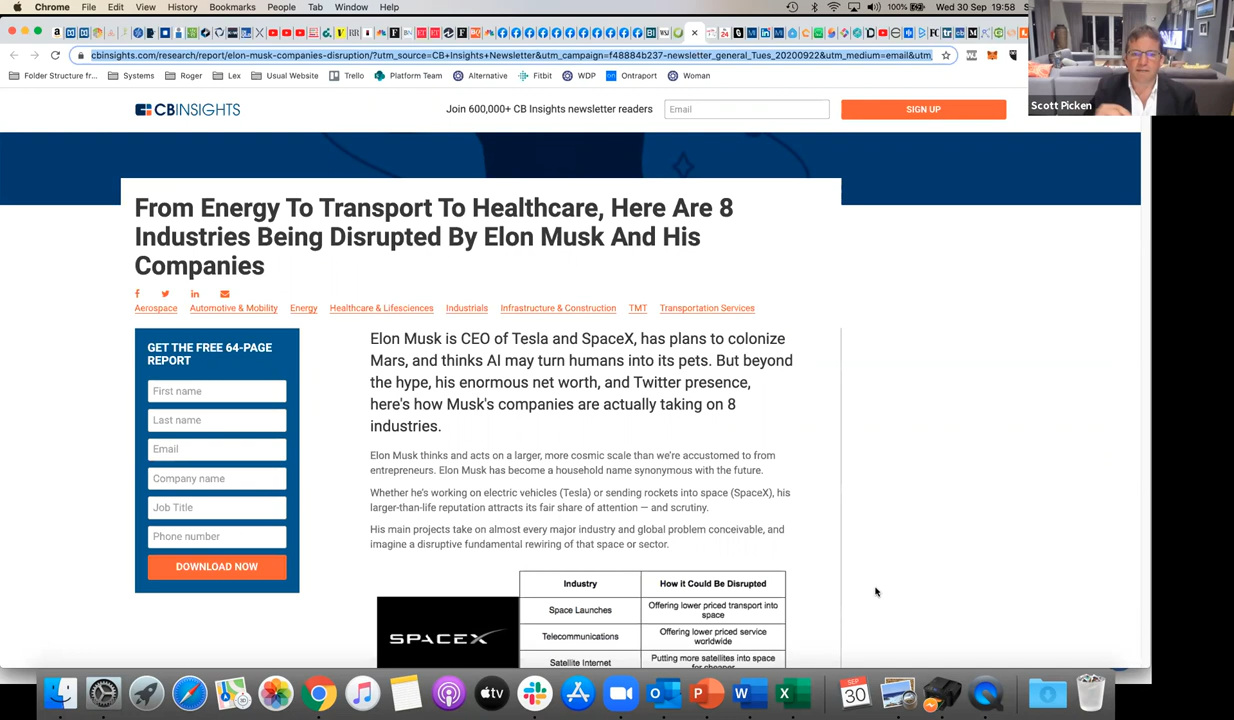 Chrome File Edit View History Bookmarks People Tab Window Help
100% Wed 30 Sep 19:58
cbinsights.com/research/report/elon-musk-companies-disruption/?utm_source=CB+Insights+Newsletter&utm_campaign=f48884b237-newsletter_general_Tues_20200922&utm_medium=email&utm_
Folder Structure fr... Systems Roger Lex Usual Website Trello Platform Team Alternative Fitbit WDP Ontraport Woman
Scott Picken
CBINSIGHTS
Join 600,000+ CB Insights newsletter readers
Email
SIGN UP
From Energy To Transport To Healthcare, Here Are 8
Industries Being Disrupted By Elon Musk And His
Companies
Aerospace Automotive & Mobility Energy Healthcare & Lifesciences Industrials Infrastructure & Construction TMT Transportation Services
GET THE FREE 64-PAGE
REPORT
First name
Last name
Email
Company name
Job Title
Phone number
DOWNLOAD NOW
Elon Musk is CEO of Tesla and SpaceX, has plans to colonize
Mars, and thinks AI may turn humans into its pets. But beyond
the hype, his enormous net worth, and Twitter presence,
here's how Musk's companies are actually taking on 8
industries.
Elon Musk thinks and acts on a larger, more cosmic scale than we're accustomed to from
entrepreneurs. Elon Musk has become a household name synonymous with the future.
Whether he's working on electric vehicles (Tesla) or sending rockets into space (SpaceX), his
larger-than-life reputation attracts its fair share of attention — and scrutiny.
His main projects take on almost every major industry and global problem conceivable, and
imagine a disruptive fundamental rewiring of that space or sector.
Industry How it Could Be Disrupted
SPACEX
Space Launches
Offering lower priced transport into
space
Telecommunications
Offering lower priced service
worldwide
Satellite Internet
Putting more satellites into space
for cheaper
SEP
30
tv